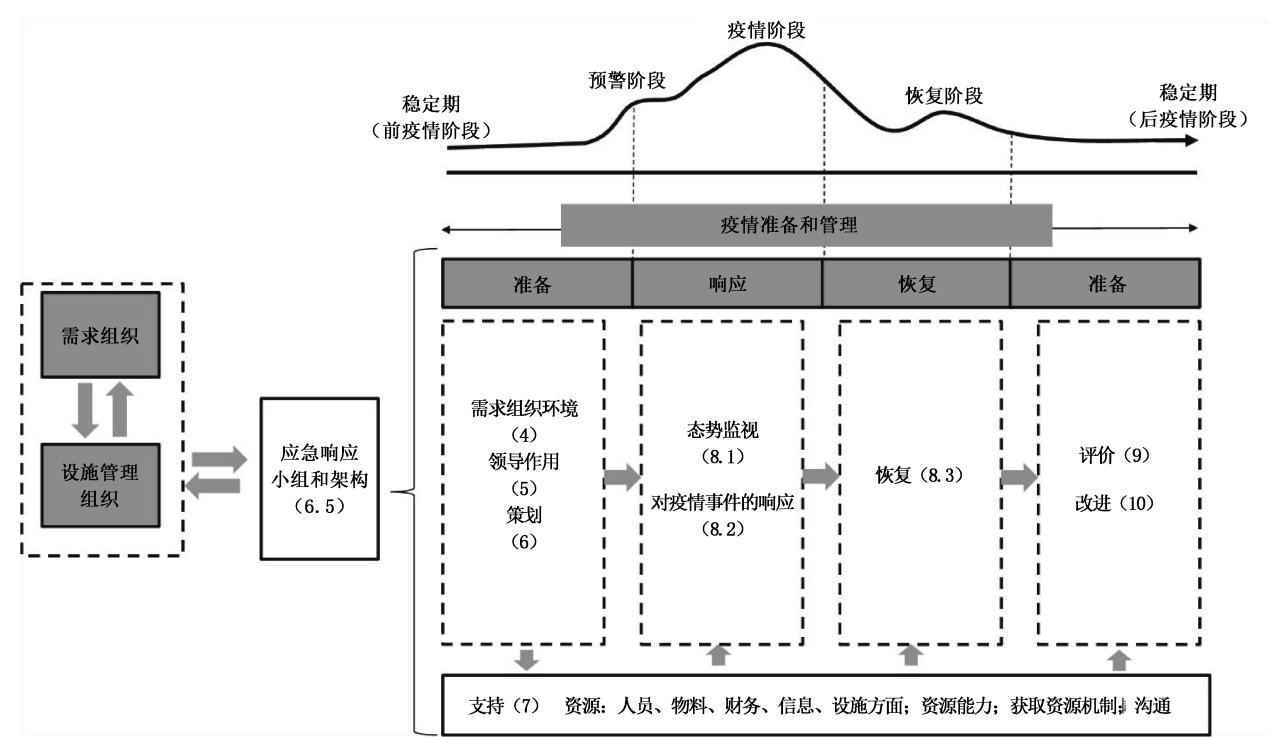 疫情阶段
预警阶段
恢复阶段
稳定期
（前疫情阶段）
稳定期
（后疫情阶段）
疫情准备和管理
准备
响应
恢复
准备
需求组织
设施管理
组织
应急响应
小组和架构
（6.5）
需求组织环境
（4）
领导作用
（5）
策划
（6）
态势监视
（8.1）
对疫情事件的响应
（8.2）
恢复（8.3）
评价（9）
改进（10）
支持（7） 资源：人员、物料、财务、信息、设施方面；资源能力；获取资源机制；沟通